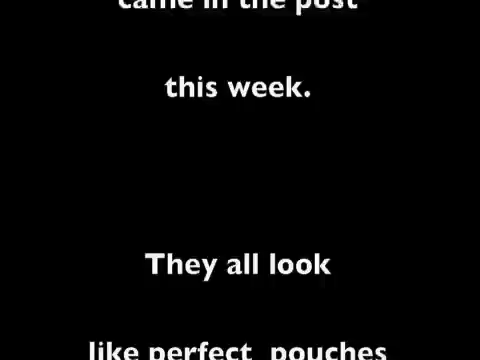 came in the post
this week.
They all look
like perfect  pouches